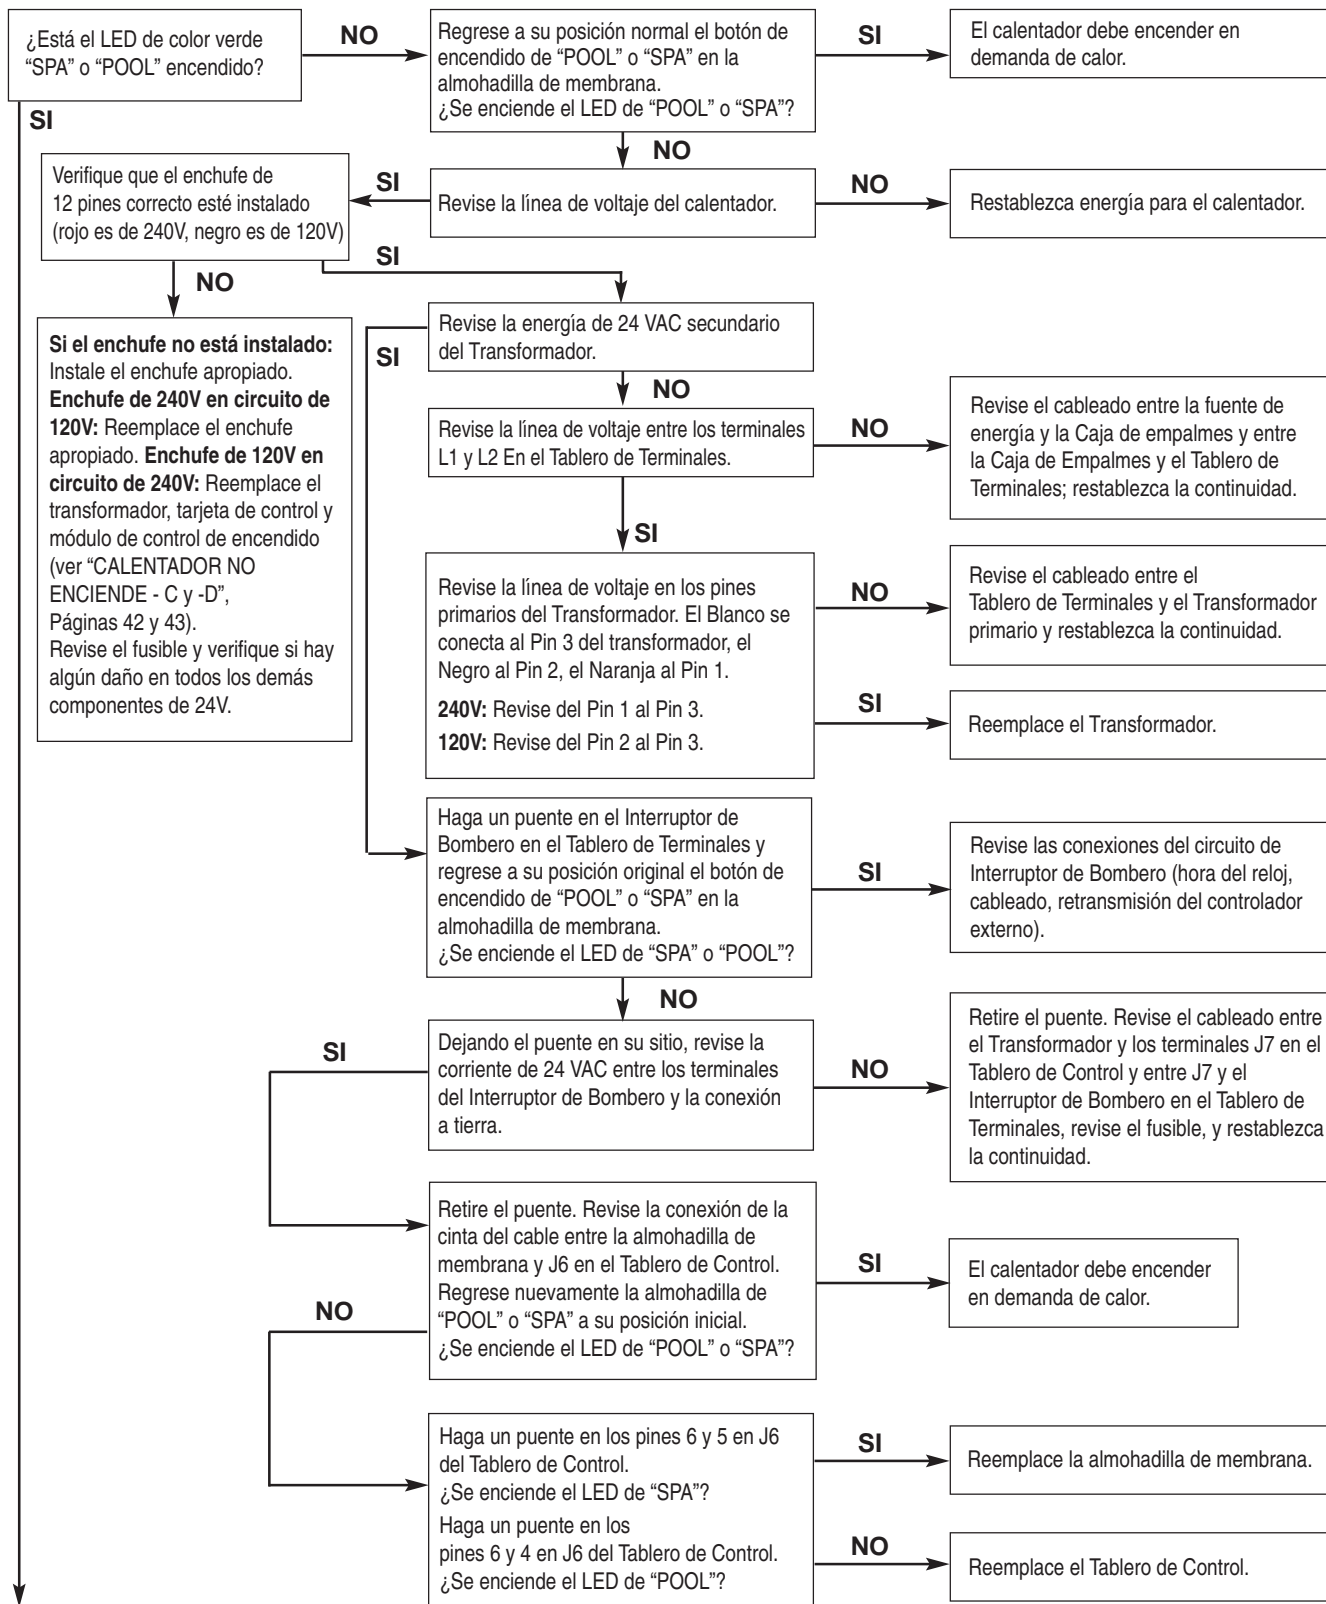 ¿Está el LED de color verde
“SPA” o “POOL” encendido?
NO
Regrese a su posición normal el botón de
encendido de “POOL” o “SPA” en la
almohadilla de membrana.
¿Se enciende el LED de “POOL” o “SPA”?
SI
El calentador debe encender en
demanda de calor.
SI
NO
Verifique que el enchufe de
12 pines correcto esté instalado
(rojo es de 240V, negro es de 120V)
SI
Revise la línea de voltaje del calentador.
NO
Restablezca energía para el calentador.
SI
NO
Si el enchufe no está instalado:
Instale el enchufe apropiado.
Enchufe de 240V en circuito de
120V: Reemplace el enchufe
apropiado. Enchufe de 120V en
circuito de 240V: Reemplace el
transformador, tarjeta de control y
módulo de control de encendido
(ver “CALENTADOR NO
ENCIENDE - C y -D”,
Páginas 42 y 43).
Revise el fusible y verifique si hay
algún daño en todos los demás
componentes de 24V.
SI
Revise la energía de 24 VAC secundario
del Transformador.
NO
Revise la línea de voltaje entre los terminales
L1 y L2 En el Tablero de Terminales.
NO
Revise el cableado entre la fuente de
energía y la Caja de empalmes y entre
la Caja de Empalmes y el Tablero de
Terminales; restablezca la continuidad.
SI
Revise la línea de voltaje en los pines
primarios del Transformador. El Blanco se
conecta al Pin 3 del transformador, el
Negro al Pin 2, el Naranja al Pin 1.
240V: Revise del Pin 1 al Pin 3.
120V: Revise del Pin 2 al Pin 3.
NO
Revise el cableado entre el
Tablero de Terminales y el Transformador
primario y restablezca la continuidad.
SI
Reemplace el Transformador.
Haga un puente en el Interruptor de
Bombero en el Tablero de Terminales y
regrese a su posición original el botón de
encendido de “POOL” o “SPA” en la
almohadilla de membrana.
¿Se enciende el LED de “SPA” o “POOL”?
SI
Revise las conexiones del circuito de
Interruptor de Bombero (hora del reloj,
cableado, retransmisión del controlador
externo).
NO
SI
Dejando el puente en su sitio, revise la
corriente de 24 VAC entre los terminales
del Interruptor de Bombero y la conexión
a tierra.
NO
Retire el puente. Revise el cableado entre
el Transformador y los terminales J7 en el
Tablero de Control y entre J7 y el
Interruptor de Bombero en el Tablero de
Terminales, revise el fusible, y restablezca
la continuidad.
Retire el puente. Revise la conexión de la
cinta del cable entre la almohadilla de
membrana y J6 en el Tablero de Control.
Regrese nuevamente la almohadilla de
“POOL” o “SPA” a su posición inicial.
¿Se enciende el LED de “POOL” o “SPA”?
SI
El calentador debe encender
en demanda de calor.
NO
Haga un puente en los pines 6 y 5 en J6
del Tablero de Control.
¿Se enciende el LED de “SPA”?
Haga un puente en los
pines 6 y 4 en J6 del Tablero de Control.
¿Se enciende el LED de “POOL”?
SI
Reemplace la almohadilla de membrana.
NO
Reemplace el Tablero de Control.